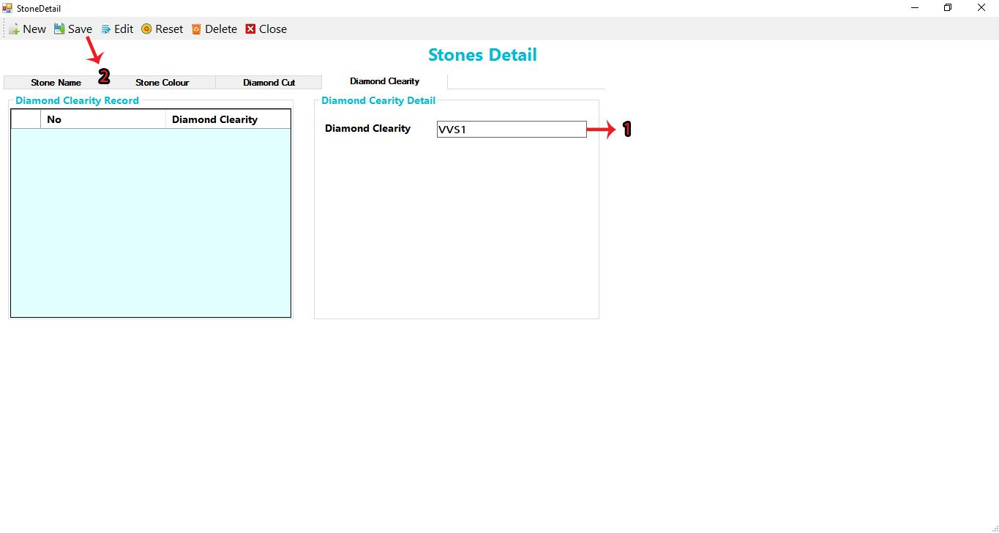 StoneDetail
New Save Edit Reset Delete Close
Stones Detail
Stone Name Stone Colour Diamond Cut Diamond Clearity
2
Diamond Clearity Record
No Diamond Clearity
Diamond Cearity Detail
Diamond Clearity VVS1 1